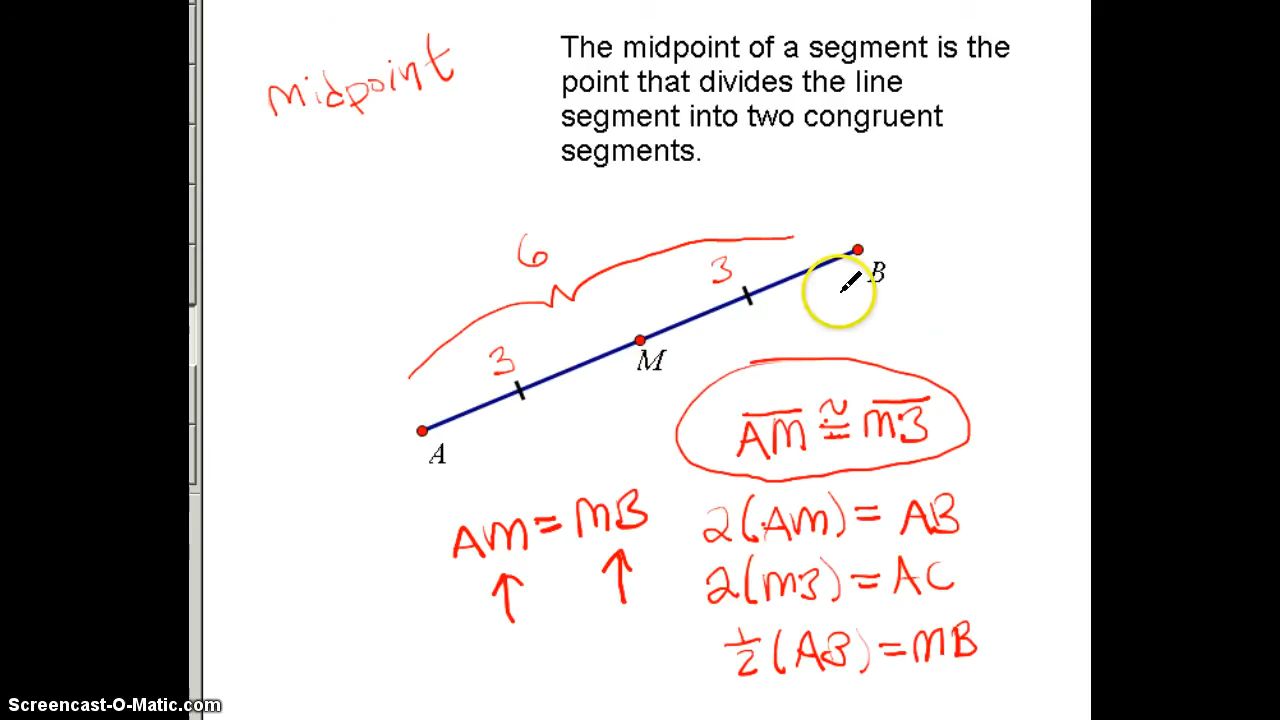 midpoint
The midpoint of a segment is the
point that divides the line
segment into two congruent
segments.
6
3
B
3
M
A
AM ≅ MB
AM = MB
2(AM) = AB
2(MB) = AC
½(AB) = MB
Screencast-O-Matic.com